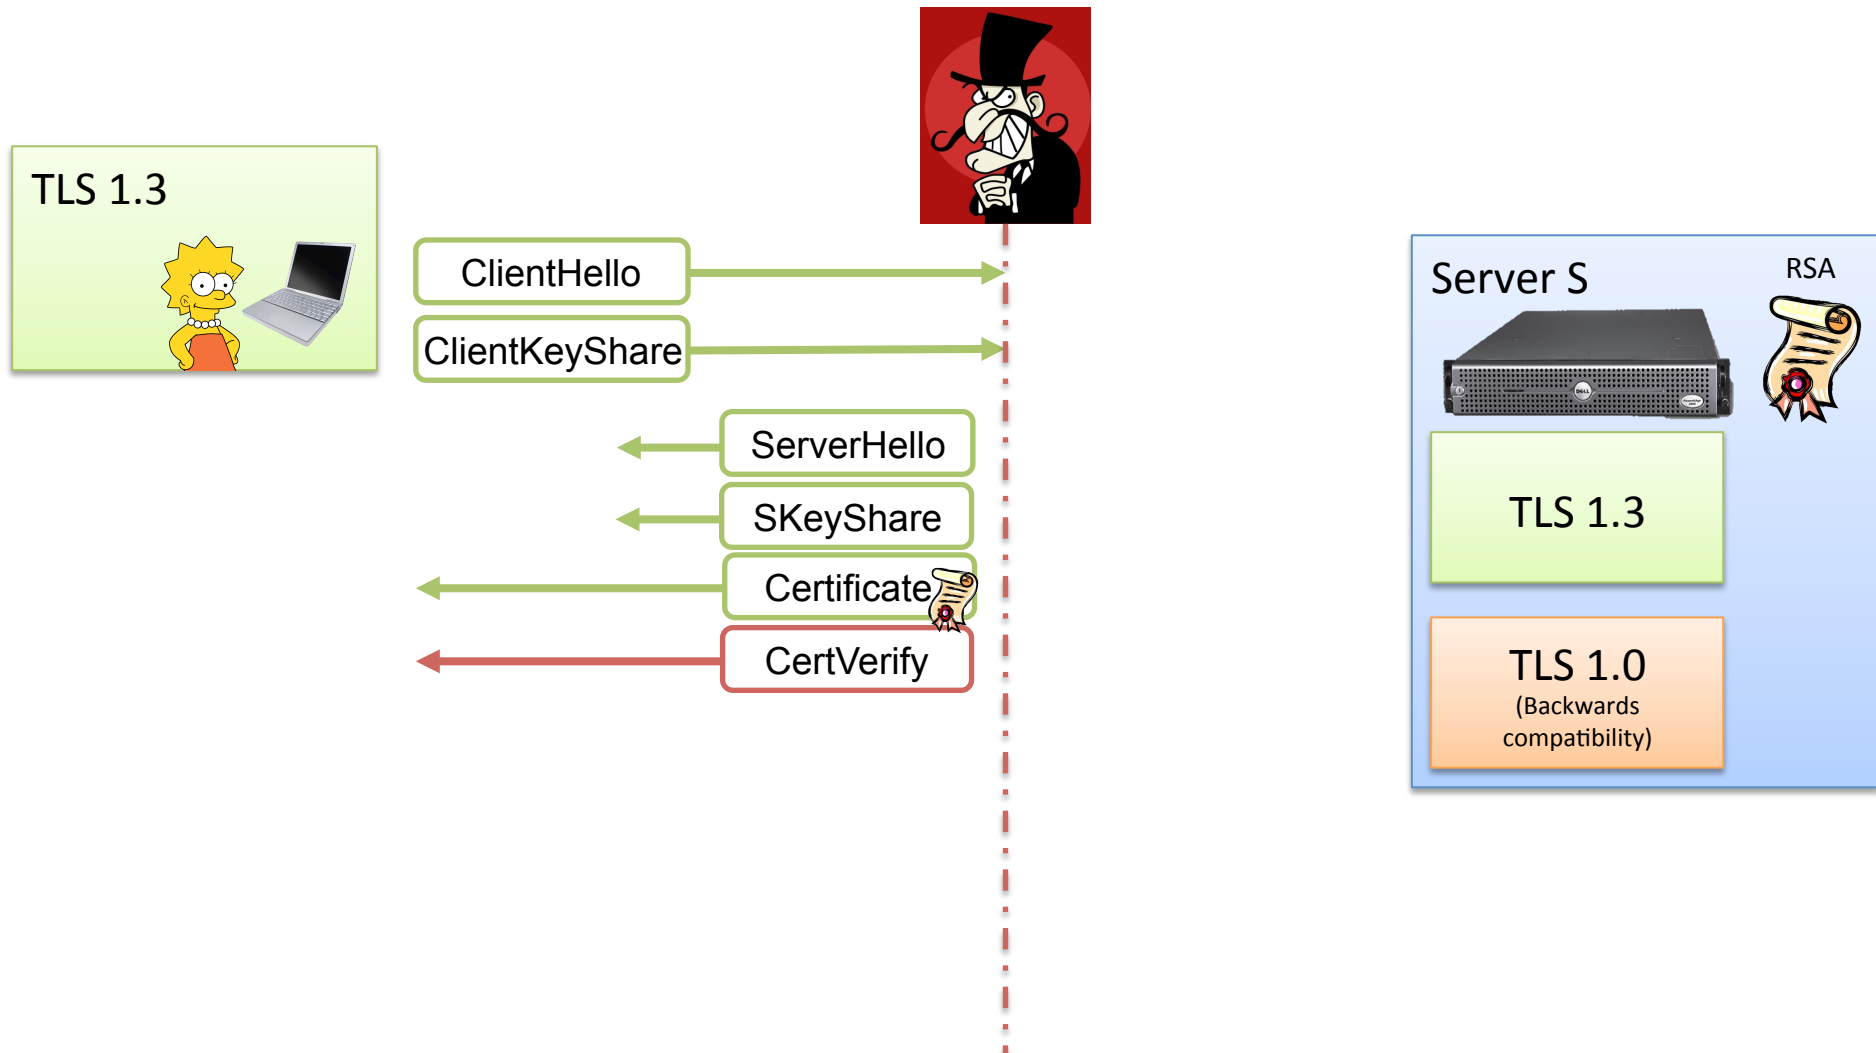 TLS 1.3
ClientHello
ClientKeyShare
ServerHello
SKeyShare
Certificate
CertVerify
Server S
RSA
DELL
TLS 1.3
TLS 1.0
(Backwards
compatibility)